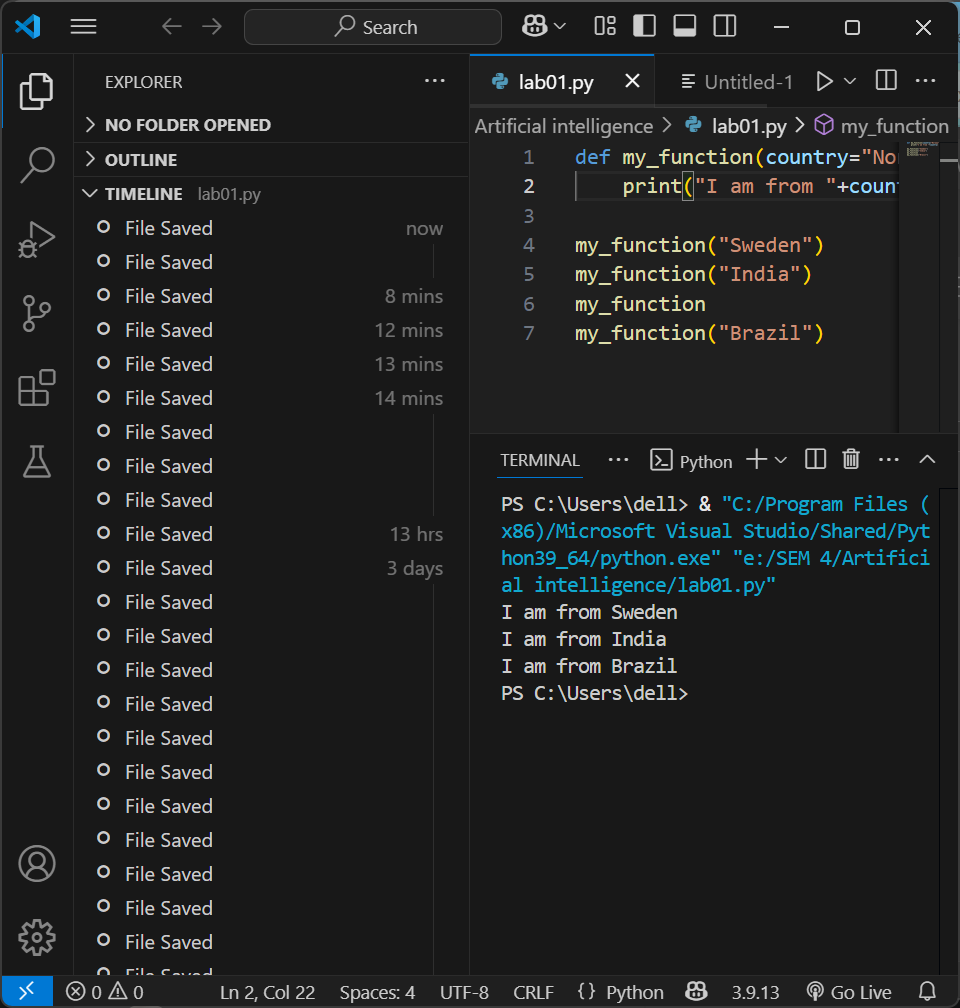 Search
EXPLORER
NO FOLDER OPENED
OUTLINE
TIMELINE lab01.py
File Saved now
File Saved
File Saved 8 mins
File Saved 12 mins
File Saved 13 mins
File Saved 14 mins
File Saved
File Saved
File Saved
File Saved 13 hrs
File Saved 3 days
File Saved
File Saved
File Saved
File Saved
File Saved
File Saved
File Saved
File Saved
File Saved
File Saved
File Saved
File Saved
lab01.py
Untitled-1
Artificial intelligence > lab01.py > my_function
1 def my_function(country="No
2 print("I am from "+coun
3
4 my_function("Sweden")
5 my_function("India")
6 my_function
7 my_function("Brazil")
TERMINAL
Python
PS C:\Users\dell> & "C:/Program Files (
x86)/Microsoft Visual Studio/Shared/Pyt
hon39_64/python.exe" "e:/SEM 4/Artifici
al intelligence/lab01.py"
I am from Sweden
I am from India
I am from Brazil
PS C:\Users\dell>
0 0 Ln 2, Col 22 Spaces: 4 UTF-8 CRLF {} Python 3.9.13 Go Live